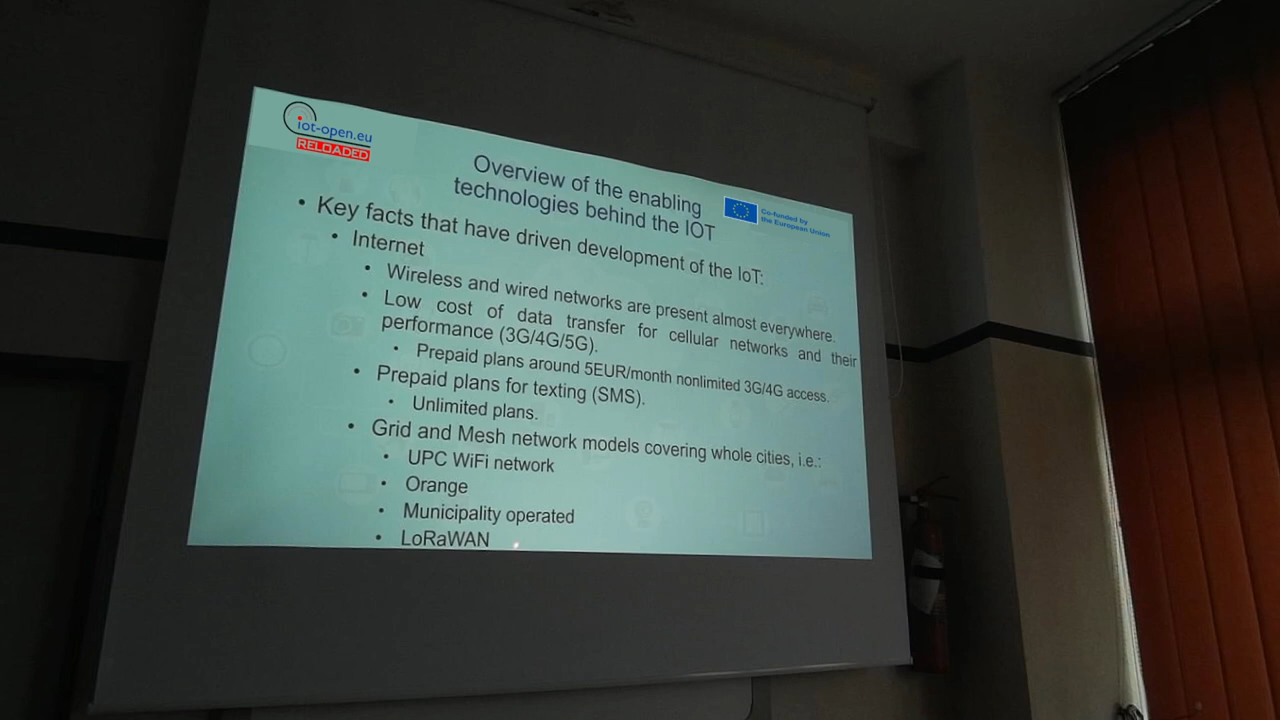 iot-open.eu
RELOADED
Overview of the enabling
technologies behind the IOT
Co-funded by
the European Union
• Key facts that have driven development of the IoT:
• Internet
• Wireless and wired networks are present almost everywhere.
• Low cost of data transfer for cellular networks and their
performance (3G/4G/5G).
• Prepaid plans around 5EUR/month nonlimited 3G/4G access.
• Prepaid plans for texting (SMS).
• Unlimited plans.
• Grid and Mesh network models covering whole cities, i.e.:
• UPC WiFi network
• Orange
• Municipality operated
• LoRaWAN